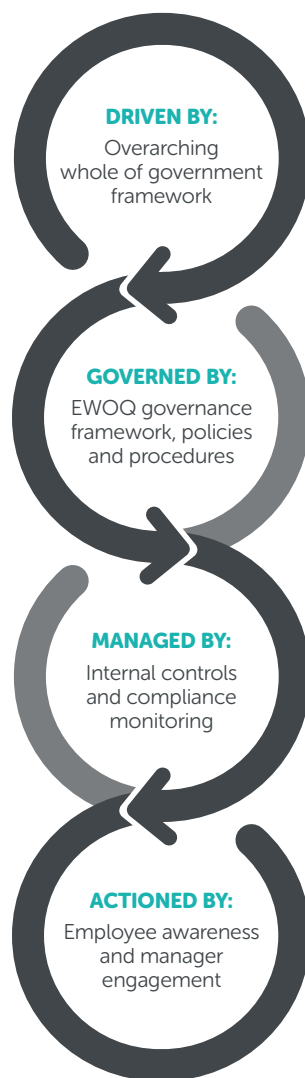 DRIVEN BY:
Overarching
whole of government
framework
GOVERNED BY:
EWOQ governance
framework, policies
and procedures
MANAGED BY:
Internal controls
and compliance
monitoring
ACTIONED BY:
Employee awareness
and manager
engagement